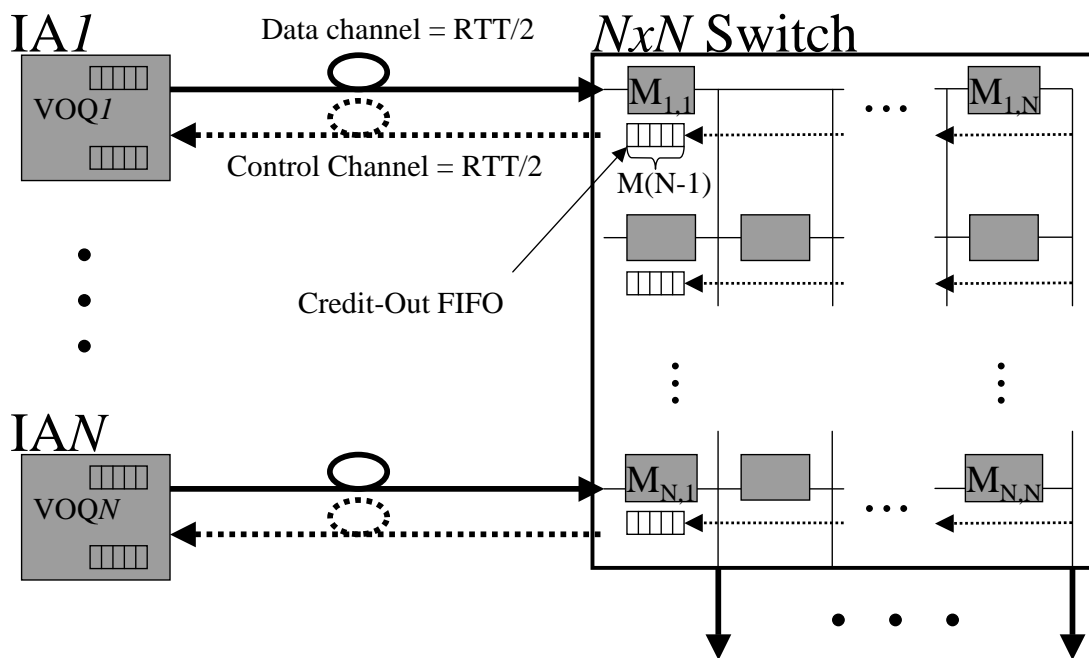 IA1
Data channel = RTT/2
NxN Switch
VOQ1
M1,1
M1,N
Control Channel = RTT/2
M(N-1)
Credit-Out FIFO
IAN
VOQN
MN,1
MN,N